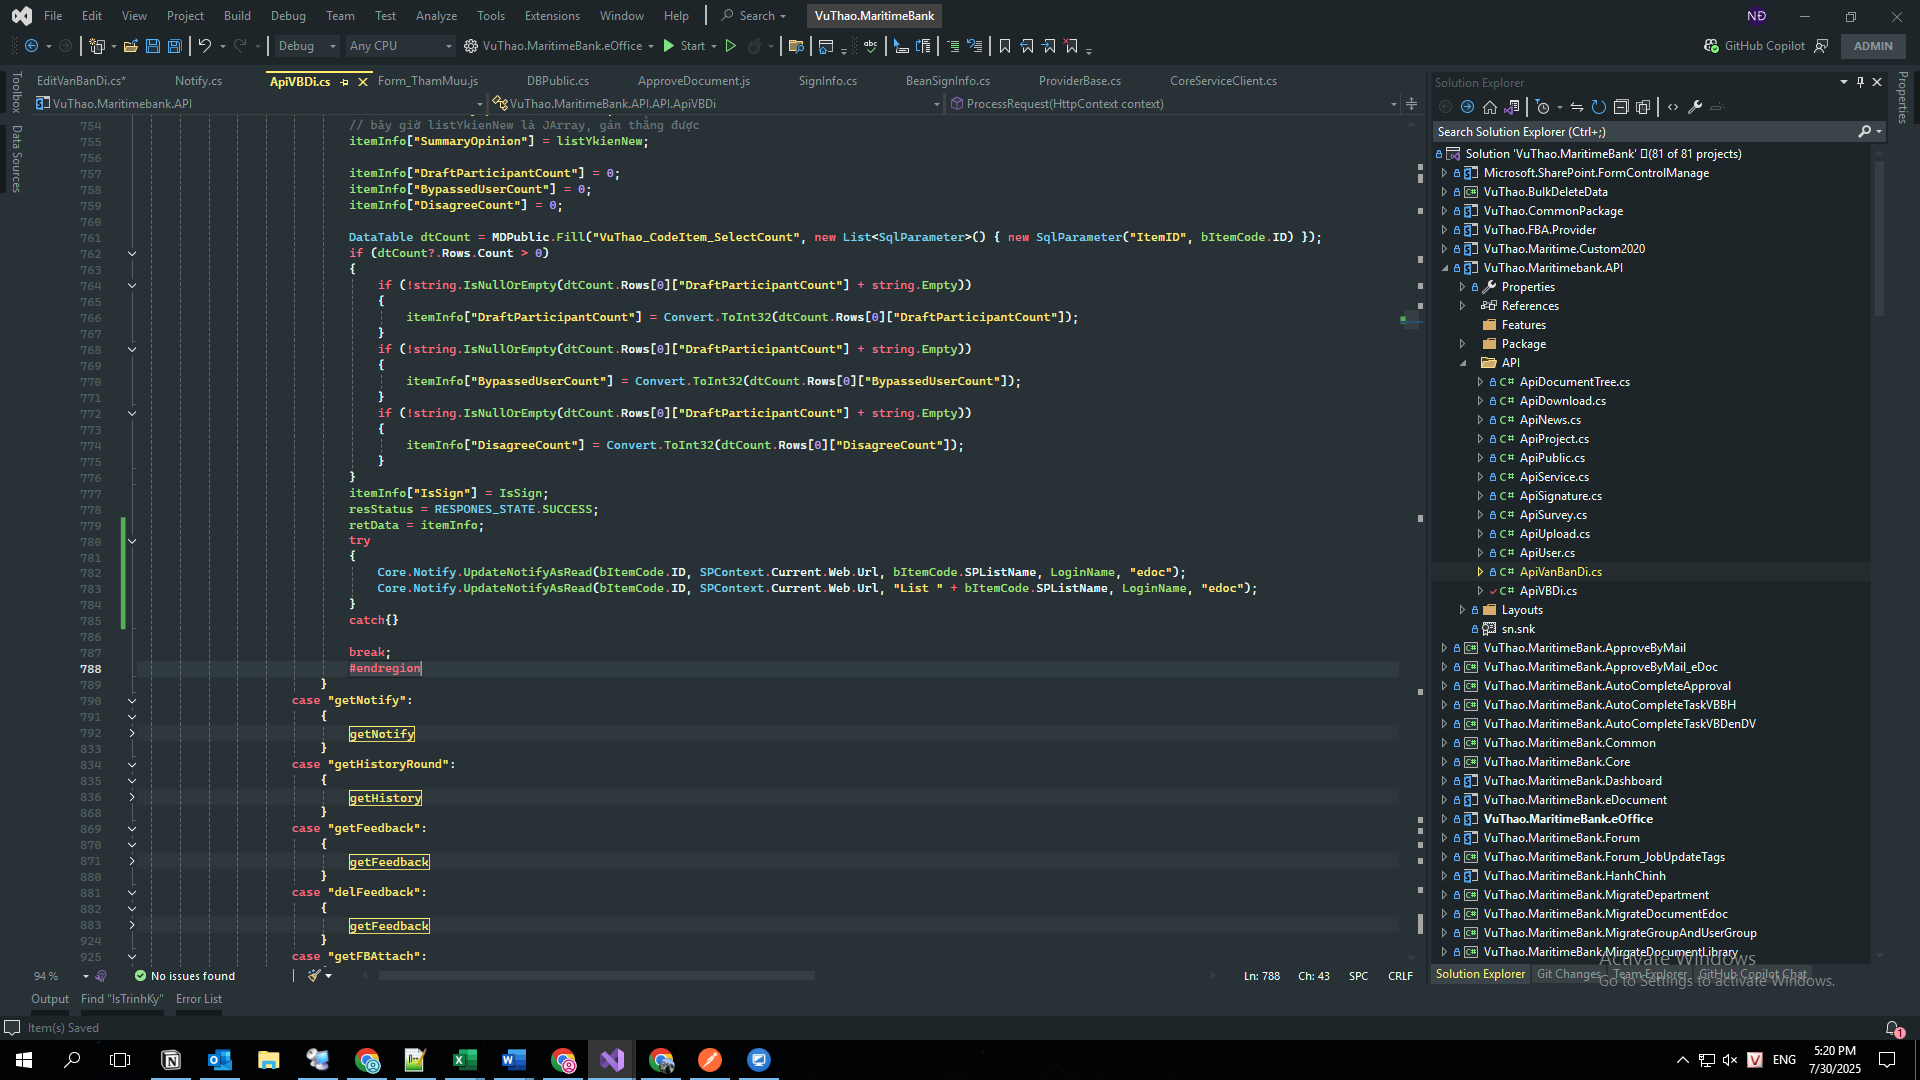 File Edit View Project Build Debug Team Test Analyze Tools Extensions Window Help Search VuThao.MaritimeBank NĐ
Debug Any CPU VuThao.MaritimeBank.eOffice Start GitHub Copilot ADMIN
EditVanBanDi.cs* Notify.cs ApiVBDi.cs Form_ThamMuu.js DBPublic.cs ApproveDocument.js SignInfo.cs BeanSignInfo.cs ProviderBase.cs CoreServiceClient.cs
VuThao.Maritimebank.API VuThao.MaritimeBank.API.API.ApiVBDi ProcessRequest(HttpContext context)
Toolbox
Data Sources
754 // bây giờ listYkienNew là JArray, gán thẳng được
755 itemInfo["SummaryOpinion"] = listYkienNew;
756
757 itemInfo["DraftParticipantCount"] = 0;
758 itemInfo["BypassedUserCount"] = 0;
759 itemInfo["DisagreeCount"] = 0;
760
761 DataTable dtCount = MDPublic.Fill("VuThao_CodeItem_SelectCount", new List<SqlParameter>() { new SqlParameter("ItemID", bItemCode.ID) });
762 if (dtCount?.Rows.Count > 0)
763 {
764 if (!string.IsNullOrEmpty(dtCount.Rows[0]["DraftParticipantCount"] + string.Empty))
765 {
766 itemInfo["DraftParticipantCount"] = Convert.ToInt32(dtCount.Rows[0]["DraftParticipantCount"]);
767 }
768 if (!string.IsNullOrEmpty(dtCount.Rows[0]["DraftParticipantCount"] + string.Empty))
769 {
770 itemInfo["BypassedUserCount"] = Convert.ToInt32(dtCount.Rows[0]["BypassedUserCount"]);
771 }
772 if (!string.IsNullOrEmpty(dtCount.Rows[0]["DraftParticipantCount"] + string.Empty))
773 {
774 itemInfo["DisagreeCount"] = Convert.ToInt32(dtCount.Rows[0]["DisagreeCount"]);
775 }
776 }
777 itemInfo["IsSign"] = IsSign;
778 resStatus = RESPONES_STATE.SUCCESS;
779 retData = itemInfo;
780 try
781 {
782 Core.Notify.UpdateNotifyAsRead(bItemCode.ID, SPContext.Current.Web.Url, bItemCode.SPListName, LoginName, "edoc");
783 Core.Notify.UpdateNotifyAsRead(bItemCode.ID, SPContext.Current.Web.Url, "List " + bItemCode.SPListName, LoginName, "edoc");
784 }
785 catch{}
786
787 break;
788 #endregion
789 }
790 case "getNotify":
791 {
792 getNotify
833 }
834 case "getHistoryRound":
835 {
836 getHistory
868 }
869 case "getFeedback":
870 {
871 getFeedback
880 }
881 case "delFeedback":
882 {
883 getFeedback
924 }
925 case "getFBAttach":
94 % No issues found Ln: 788 Ch: 43 SPC CRLF
Output Find "IsTrinhKy" Error List
Item(s) Saved
Solution Explorer
Search Solution Explorer (Ctrl+;)
Solution 'VuThao.MaritimeBank' (81 of 81 projects)
Microsoft.SharePoint.FormControlManage
VuThao.BulkDeleteData
VuThao.CommonPackage
VuThao.FBA.Provider
VuThao.Maritime.Custom2020
VuThao.Maritimebank.API
Properties
References
Features
Package
API
C# ApiDocumentTree.cs
C# ApiDownload.cs
C# ApiNews.cs
C# ApiProject.cs
C# ApiPublic.cs
C# ApiService.cs
C# ApiSignature.cs
C# ApiSurvey.cs
C# ApiUpload.cs
C# ApiUser.cs
C# ApiVanBanDi.cs
C# ApiVBDi.cs
Layouts
sn.snk
VuThao.MaritimeBank.ApproveByMail
VuThao.MaritimeBank.ApproveByMail_eDoc
VuThao.MaritimeBank.AutoCompleteApproval
VuThao.MaritimeBank.AutoCompleteTaskVBBH
VuThao.MaritimeBank.AutoCompleteTaskVBDenDV
VuThao.MaritimeBank.Common
VuThao.MaritimeBank.Core
VuThao.MaritimeBank.Dashboard
VuThao.MaritimeBank.eDocument
VuThao.MaritimeBank.eOffice
VuThao.MaritimeBank.Forum
VuThao.MaritimeBank.Forum_JobUpdateTags
VuThao.MaritimeBank.HanhChinh
VuThao.MaritimeBank.MigrateDepartment
VuThao.MaritimeBank.MigrateDocumentEdoc
VuThao.MaritimeBank.MigrateGroupAndUserGroup
VuThao.MaritimeBank.MirgateDocumentLibrary
Solution Explorer Git Changes Team Explorer GitHub Copilot Chat
Activate Windows
Go to Settings to activate Windows.
Properties
ENG
5:20 PM
7/30/2025